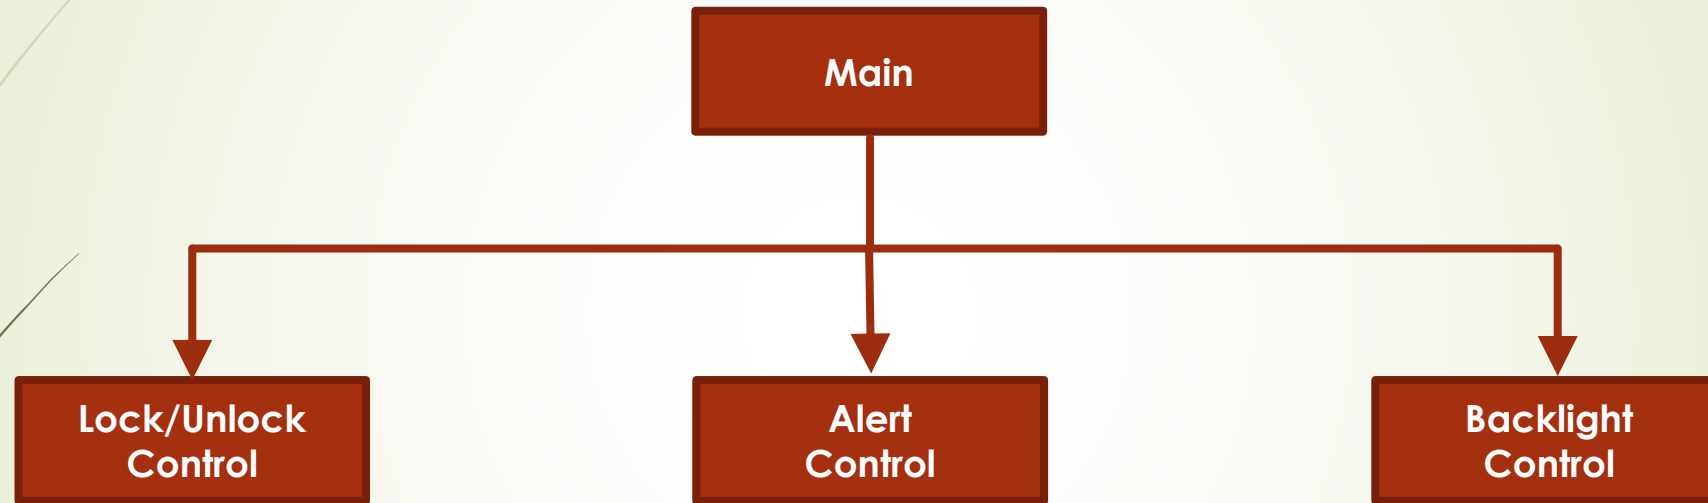 Main
Lock/Unlock
Control
Alert
Control
Backlight
Control